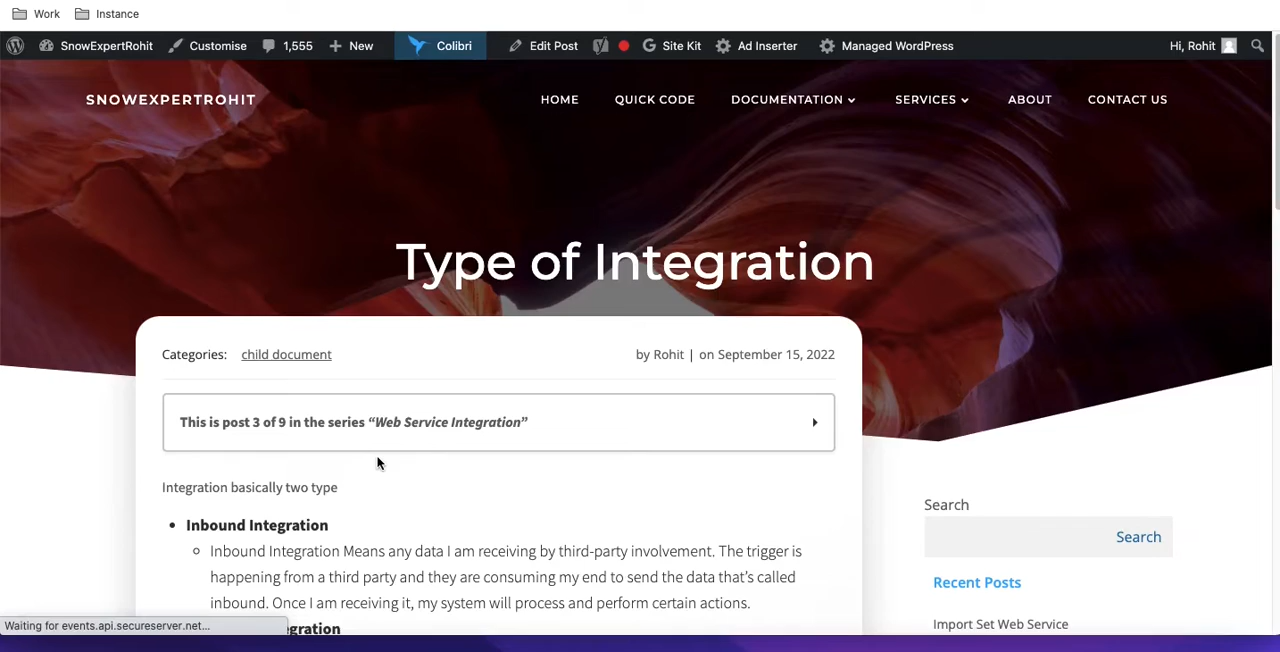 Work Instance
SnowExpertRohit Customise 1,555 New Colibri Edit Post Site Kit Ad Inserter Managed WordPress Hi, Rohit
SNOWEXPERTROHIT HOME QUICK CODE DOCUMENTATION SERVICES ABOUT CONTACT US
Type of Integration
Categories: child document by Rohit | on September 15, 2022
This is post 3 of 9 in the series “Web Service Integration”
Integration basically two type
• Inbound Integration
Inbound Integration Means any data I am receiving by third-party involvement. The trigger is
happening from a third party and they are consuming my end to send the data that’s called
inbound. Once I am receiving it, my system will process and perform certain actions.
Search
Search
Recent Posts
Import Set Web Service
Waiting for events.api.secureserver.net...